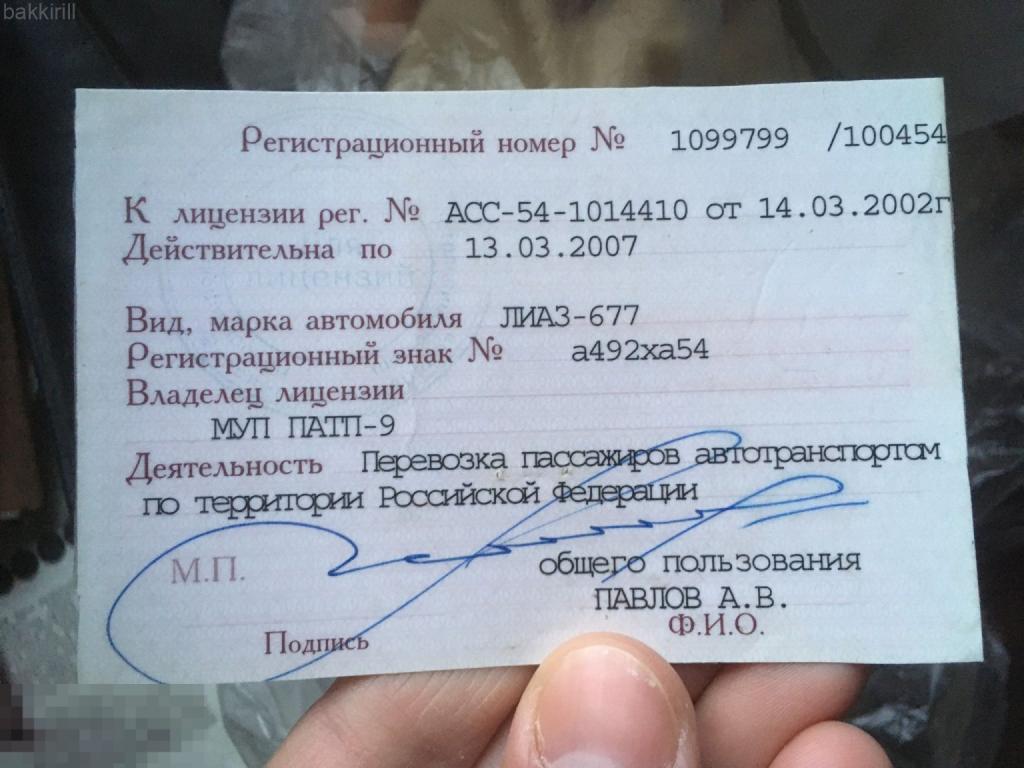 bakkirill
Регистрационный номер № 1099799 /100454
К лицензии рег. № АСС-54-1014410 от 14.03.2002г
Действительна по 13.03.2007
лицензий
Вид, марка автомобиля ЛИАЗ-677
Регистрационный знак № а492ха54
Владелец лицензии
МУП ПАТП-9
Деятельность Перевозка пассажиров автотранспортом
по территории Российской Федерации
М.П. общего пользования
ПАВЛОВ А.В.
Подпись Ф.И.О.